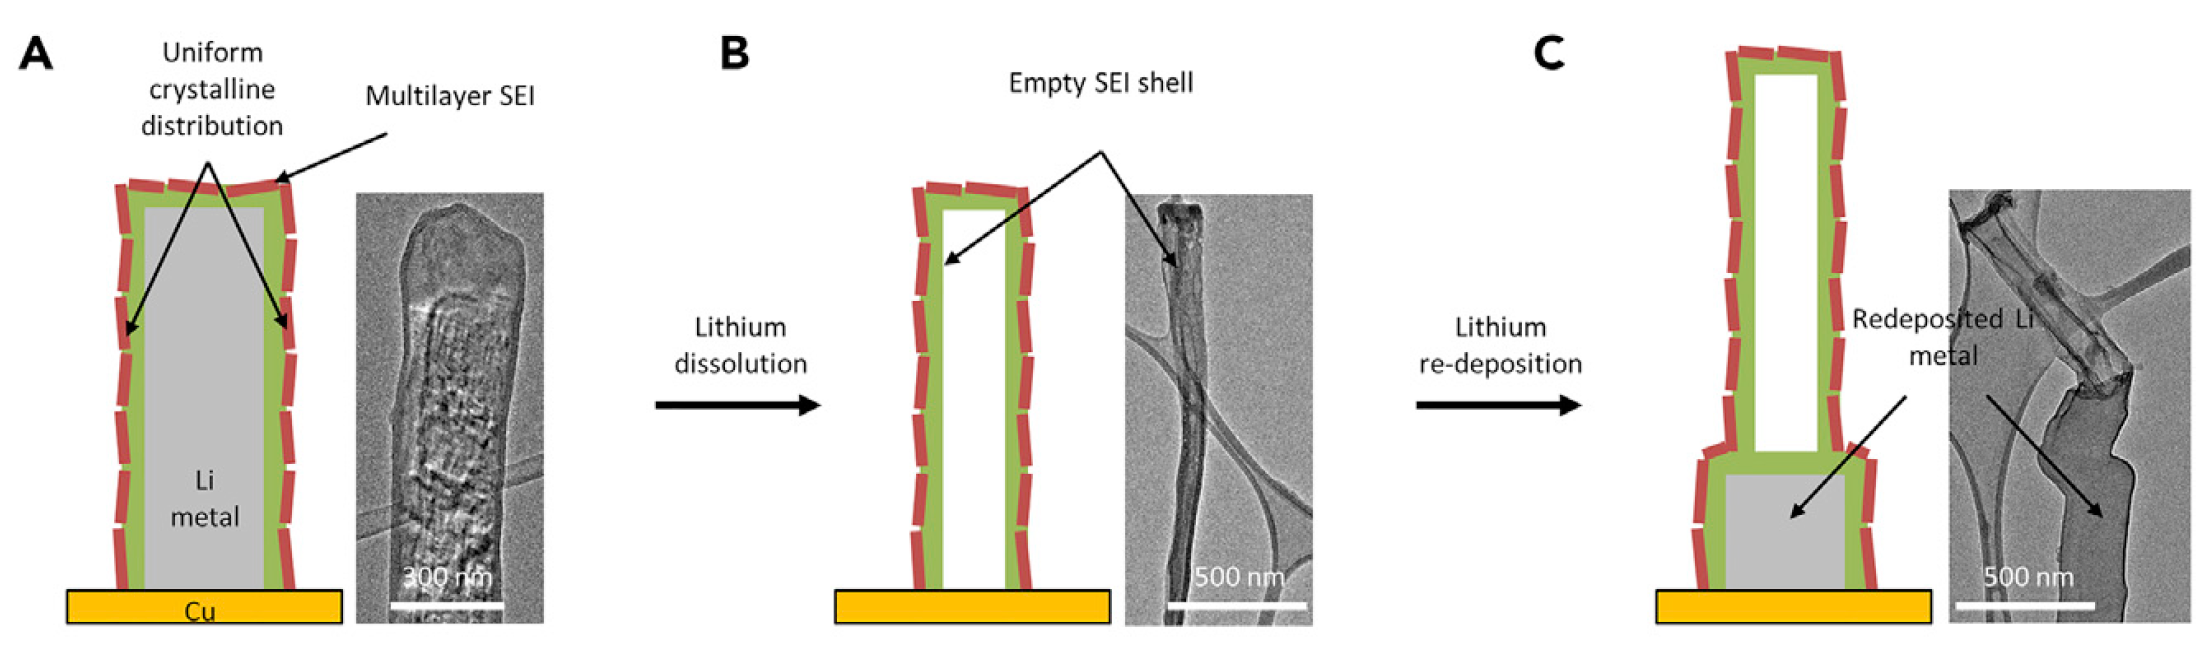 A
Uniform
crystalline
distribution
Multilayer SEI
Li
metal
Cu
300 nm
Lithium
dissolution
B
Empty SEI shell
500 nm
Lithium
re-deposition
C
Redeposited Li
metal
500 nm